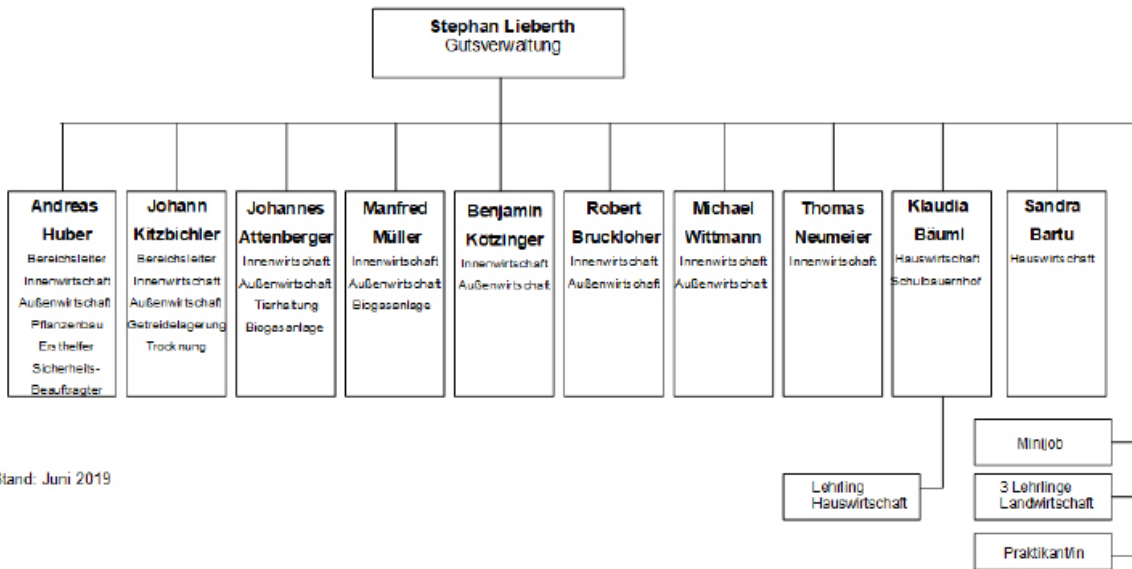 Stephan Lieberth
Gutsverwaltung
Andreas
Huber
Bereichsleiter
Innenwirtschaft
Außenwirtschaft
Pflanzenbau
Ersthelfer
Sicherheits-
Beauftragter
Johann
Kitzbichler
Bereichsleiter
Innenwirtschaft
Außenwirtschaft
Getreidelagerung
Trocknung
Johannes
Attenberger
Innenwirtschaft
Außenwirtschaft
Tierhaltung
Biogasanlage
Manfred
Müller
Innenwirtschaft
Außenwirtschaft
Biogasanlage
Benjamin
Kötzinger
Innenwirtschaft
Außenwirtschaft
Robert
Bruckloher
Innenwirtschaft
Außenwirtschaft
Michael
Wittmann
Innenwirtschaft
Außenwirtschaft
Thomas
Neumeier
Innenwirtschaft
Klaudia
Bäuml
Hauswirtschaft
Schulbauernhof
Sandra
Bartu
Hauswirtschaft
Minijob
Stand: Juni 2019
Lehrling
Hauswirtschaft
3 Lehrlinge
Landwirtschaft
Praktikant/in